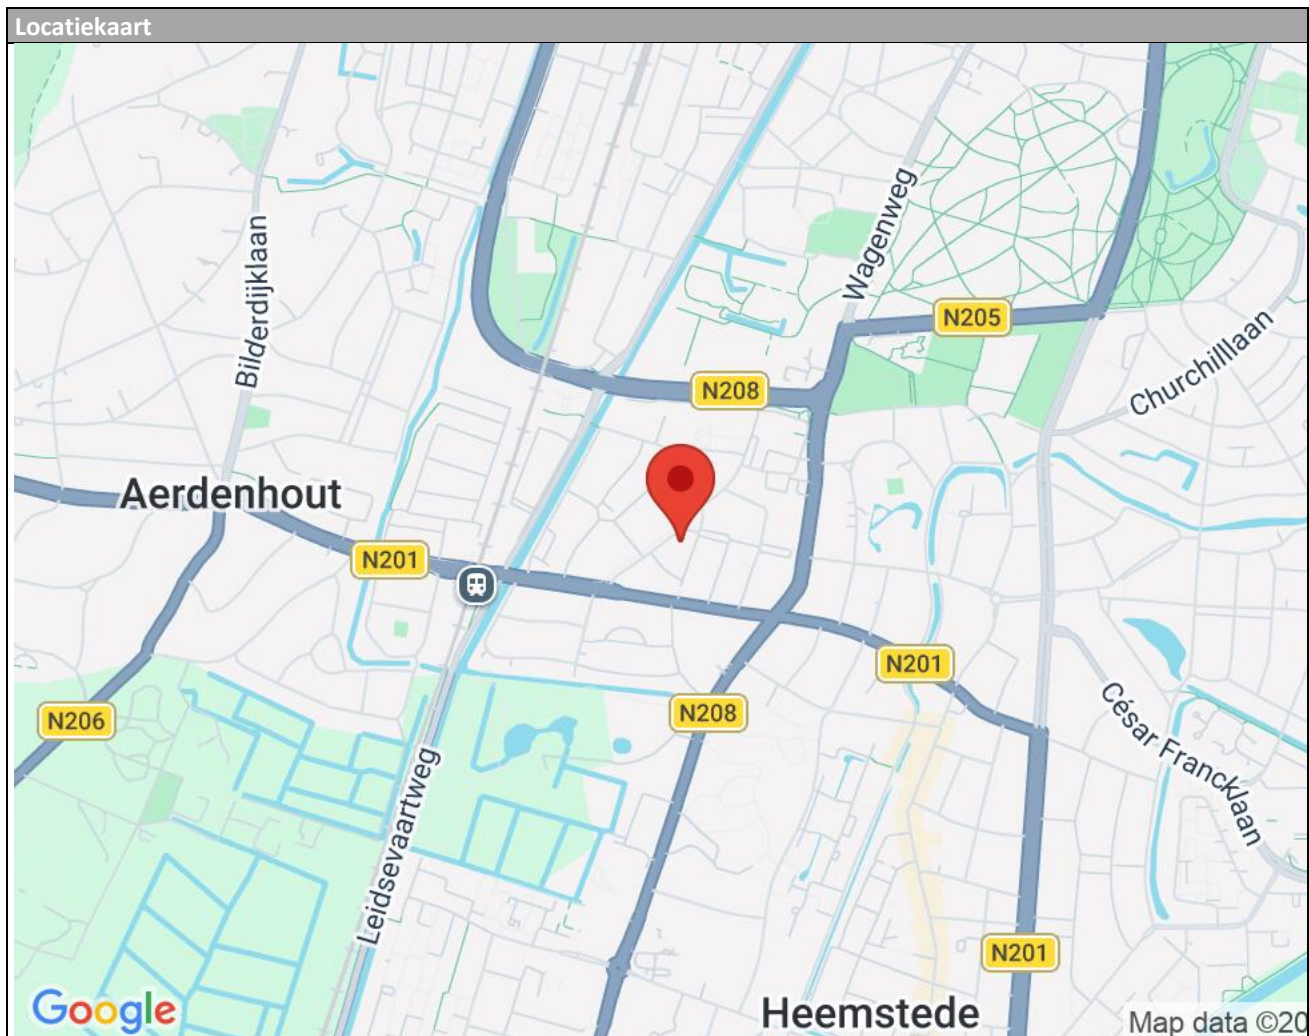 Locatiekaart
Wagenweg
Bilderdijklaan
N205
Churchilllaan
N208
Aerdenhout
N201
N201
N206
N208
César Francklaan
Leidsevaartweg
N201
Google
Heemstede
Map data ©20